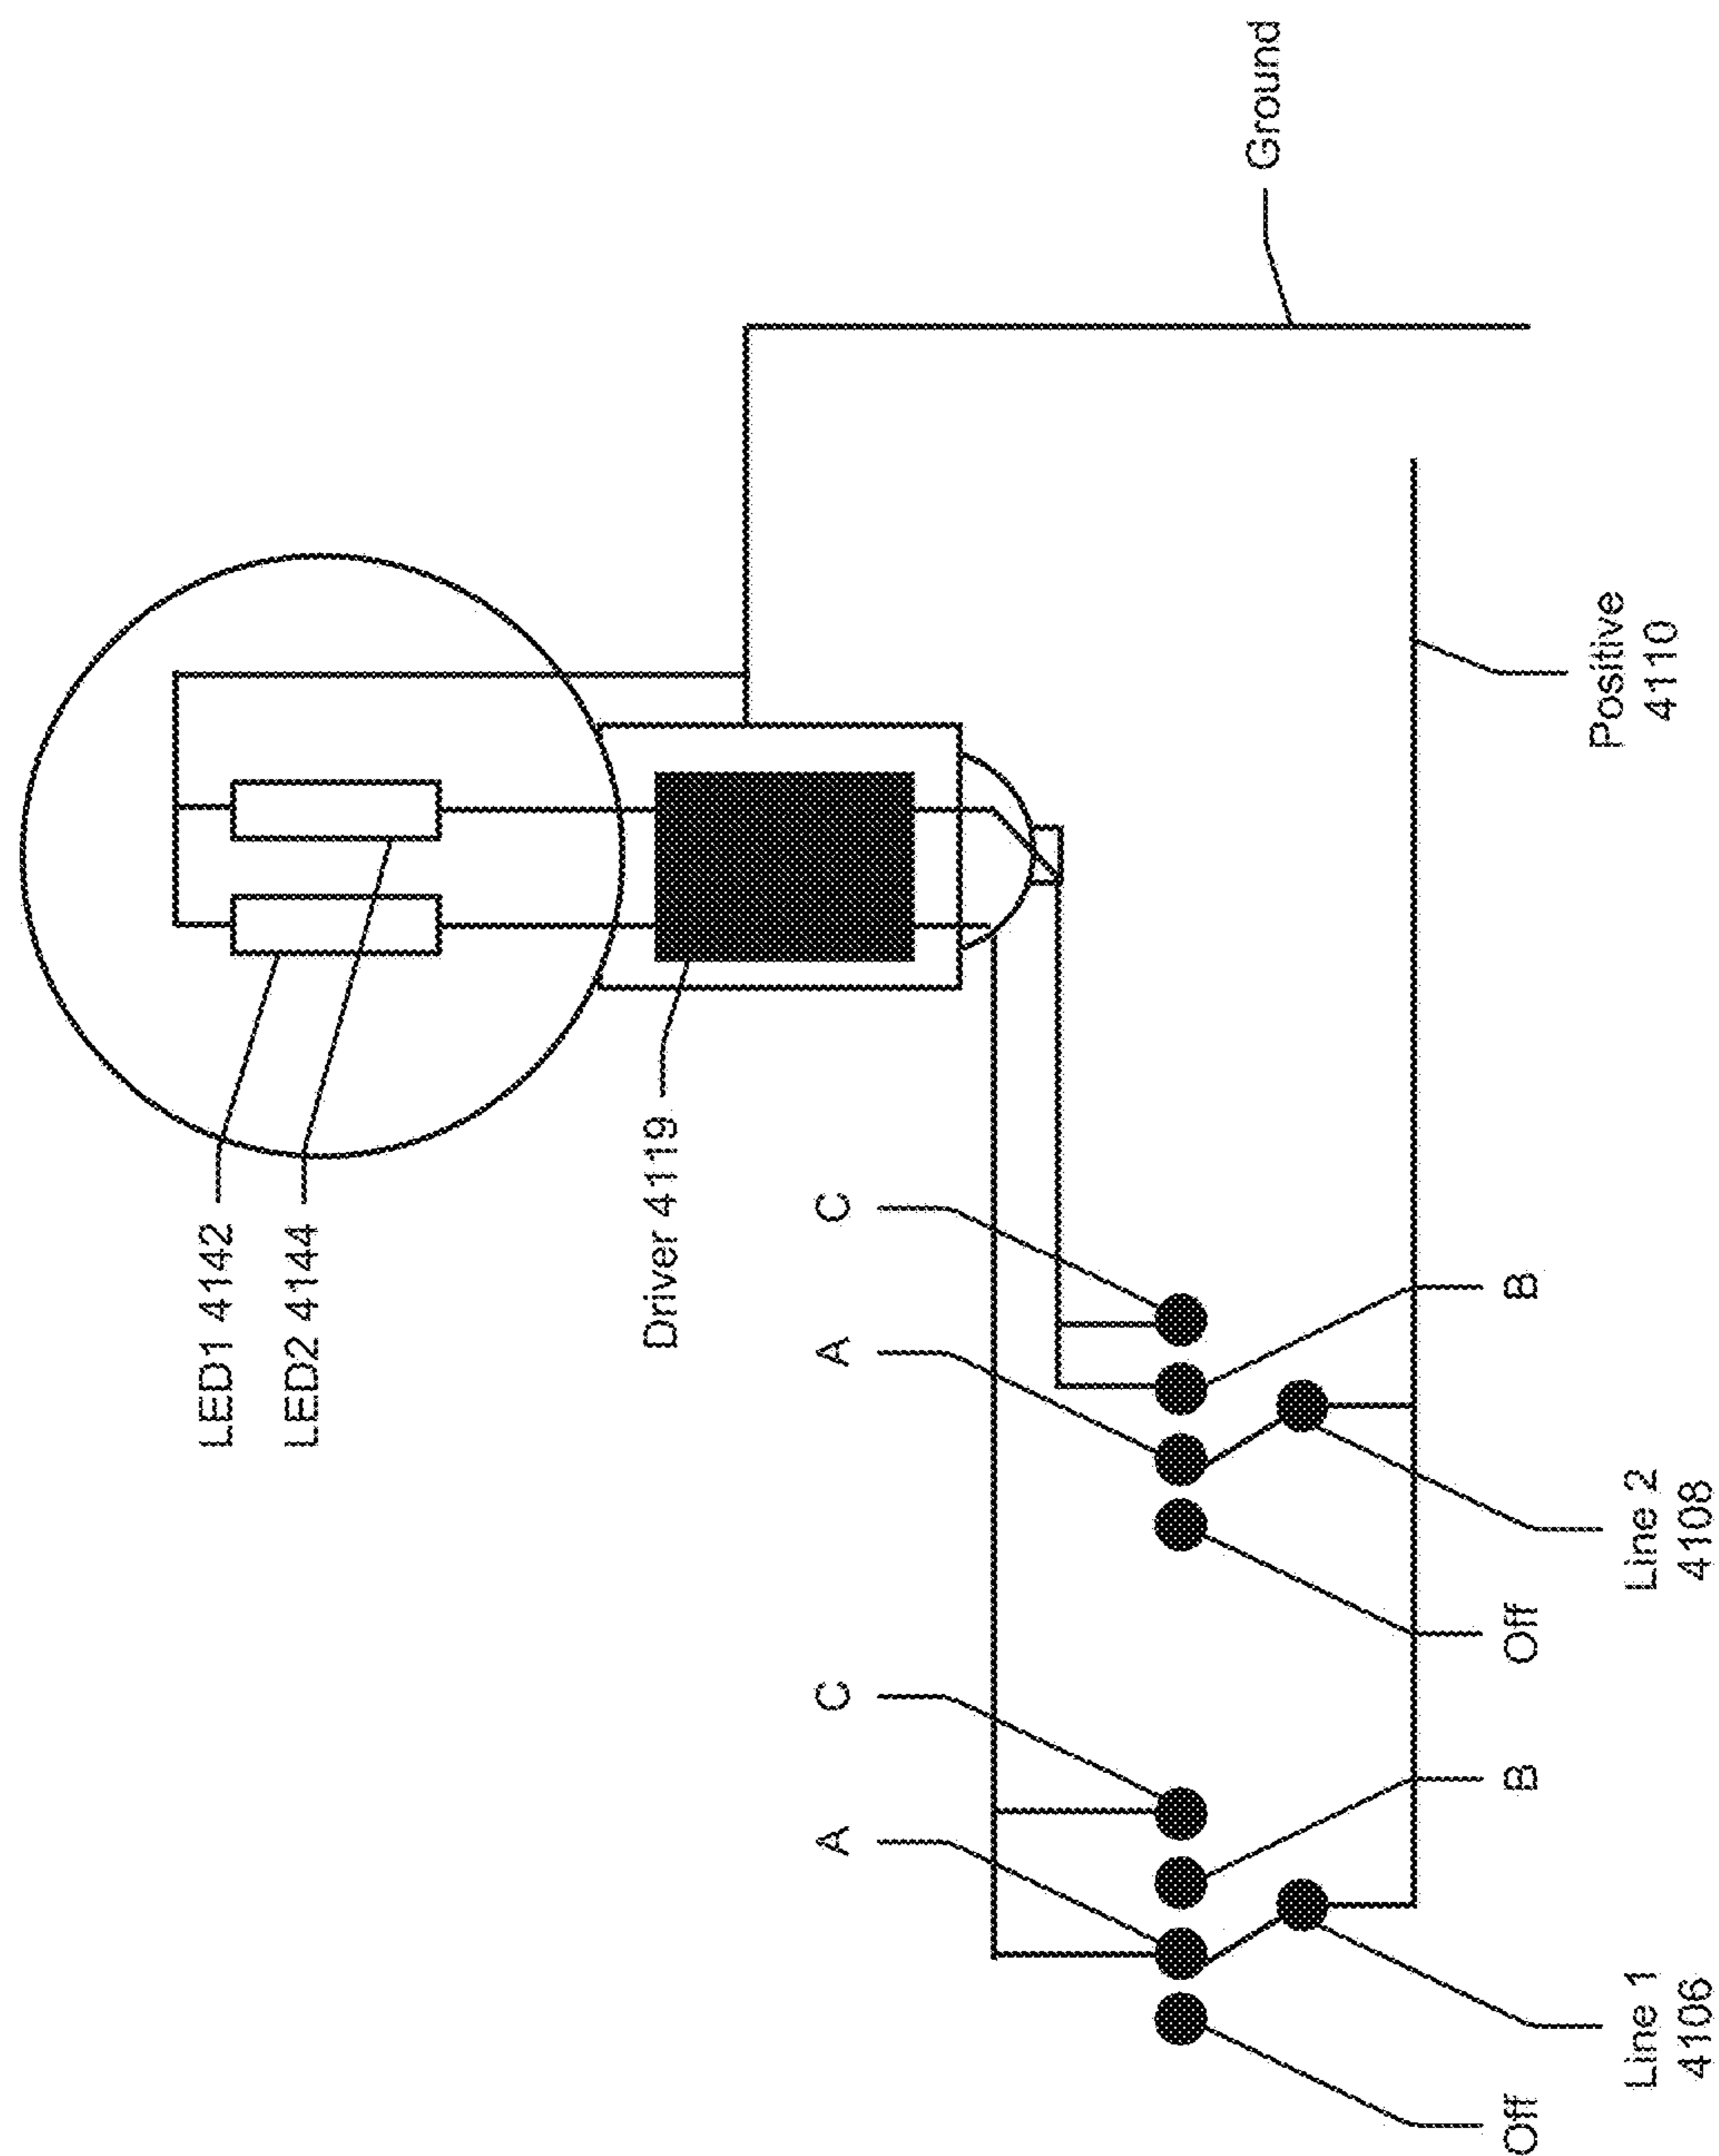 LED1 4142
LED2 4144
Driver 4119
Ground
A
C
A
C
Off
B
Off
B
Line 1
4106
Line 2
4108
Positive
4110